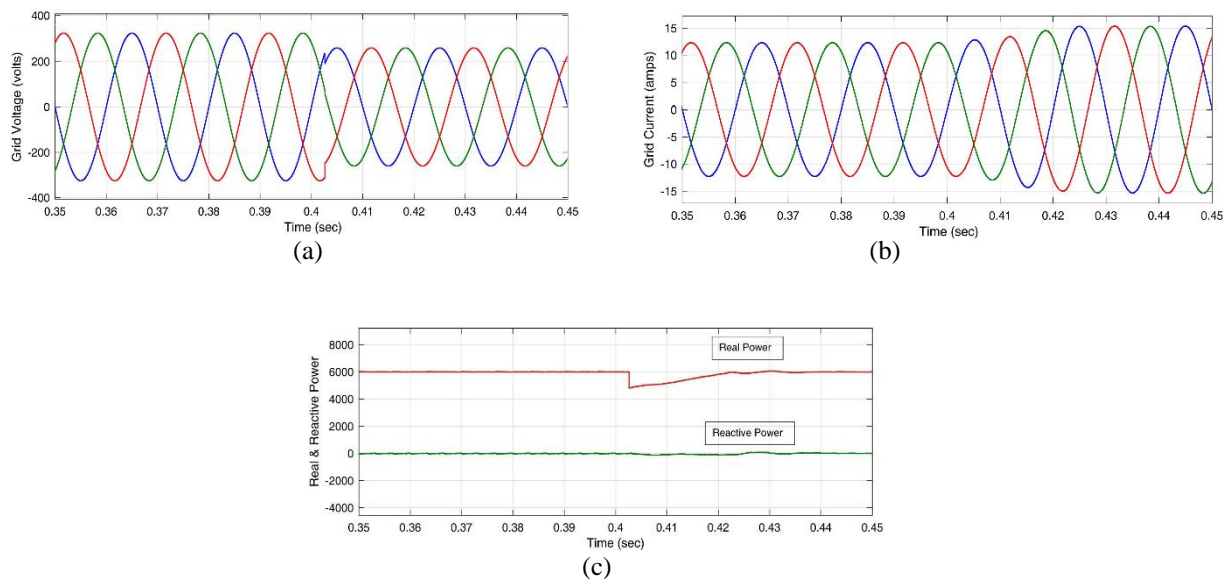 400
200
0
-200
-400
Grid Voltage (volts)
0.35 0.36 0.37 0.38 0.39 0.4 0.41 0.42 0.43 0.44 0.45
Time (sec)
(a)
15
10
5
0
-5
-10
-15
Grid Current (amps)
0.35 0.36 0.37 0.38 0.39 0.4 0.41 0.42 0.43 0.44 0.45
Time (sec)
(b)
8000
6000
4000
2000
0
-2000
-4000
Real & Reactive Power
Real Power
Reactive Power
0.35 0.36 0.37 0.38 0.39 0.4 0.41 0.42 0.43 0.44 0.45
Time (sec)
(c)